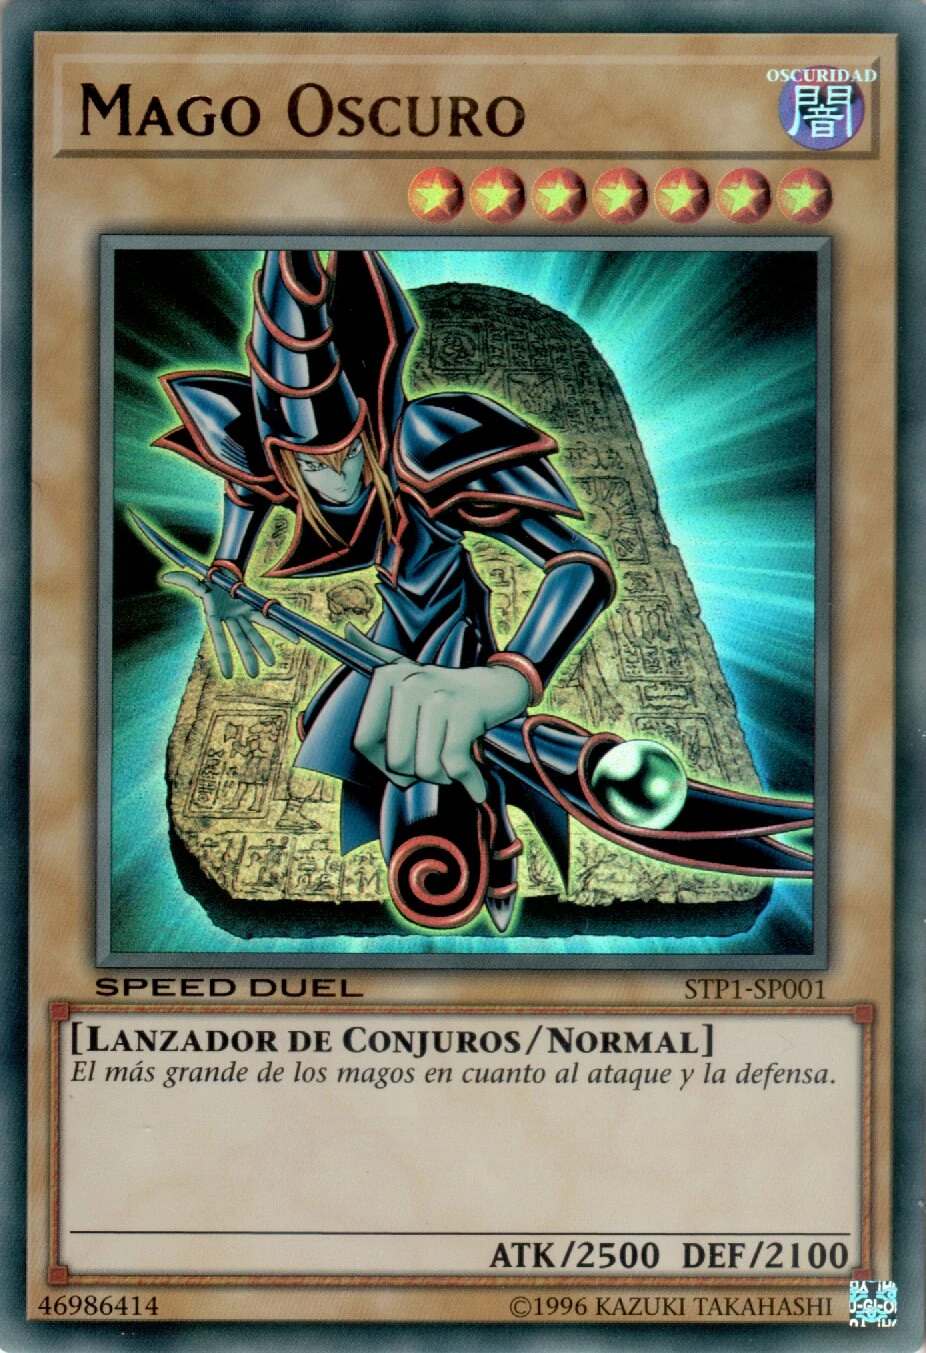 Mago Oscuro
OSCURIDAD
闇
SPEED DUEL
STP1-SP001
[Lanzador de Conjuros/Normal]
El más grande de los magos en cuanto al ataque y la defensa.
ATK/2500 DEF/2100
46986414
©1996 KAZUKI TAKAHASHI